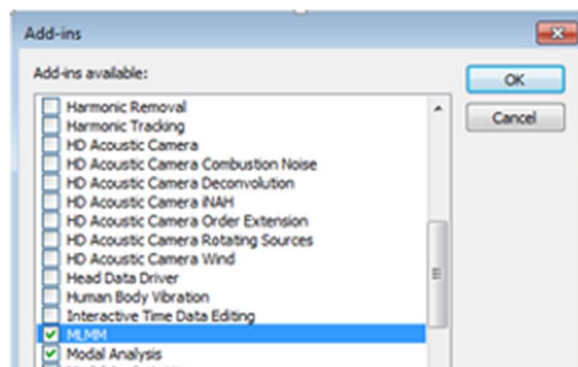 Add-ins
Add-ins available:
OK
Cancel
Harmonic Removal
Harmonic Tracking
HD Acoustic Camera
HD Acoustic Camera Combustion Noise
HD Acoustic Camera Deconvolution
HD Acoustic Camera iNAH
HD Acoustic Camera Order Extension
HD Acoustic Camera Rotating Sources
HD Acoustic Camera Wind
Head Data Driver
Human Body Vibration
Interactive Time Data Editing
MLMM
Modal Analysis